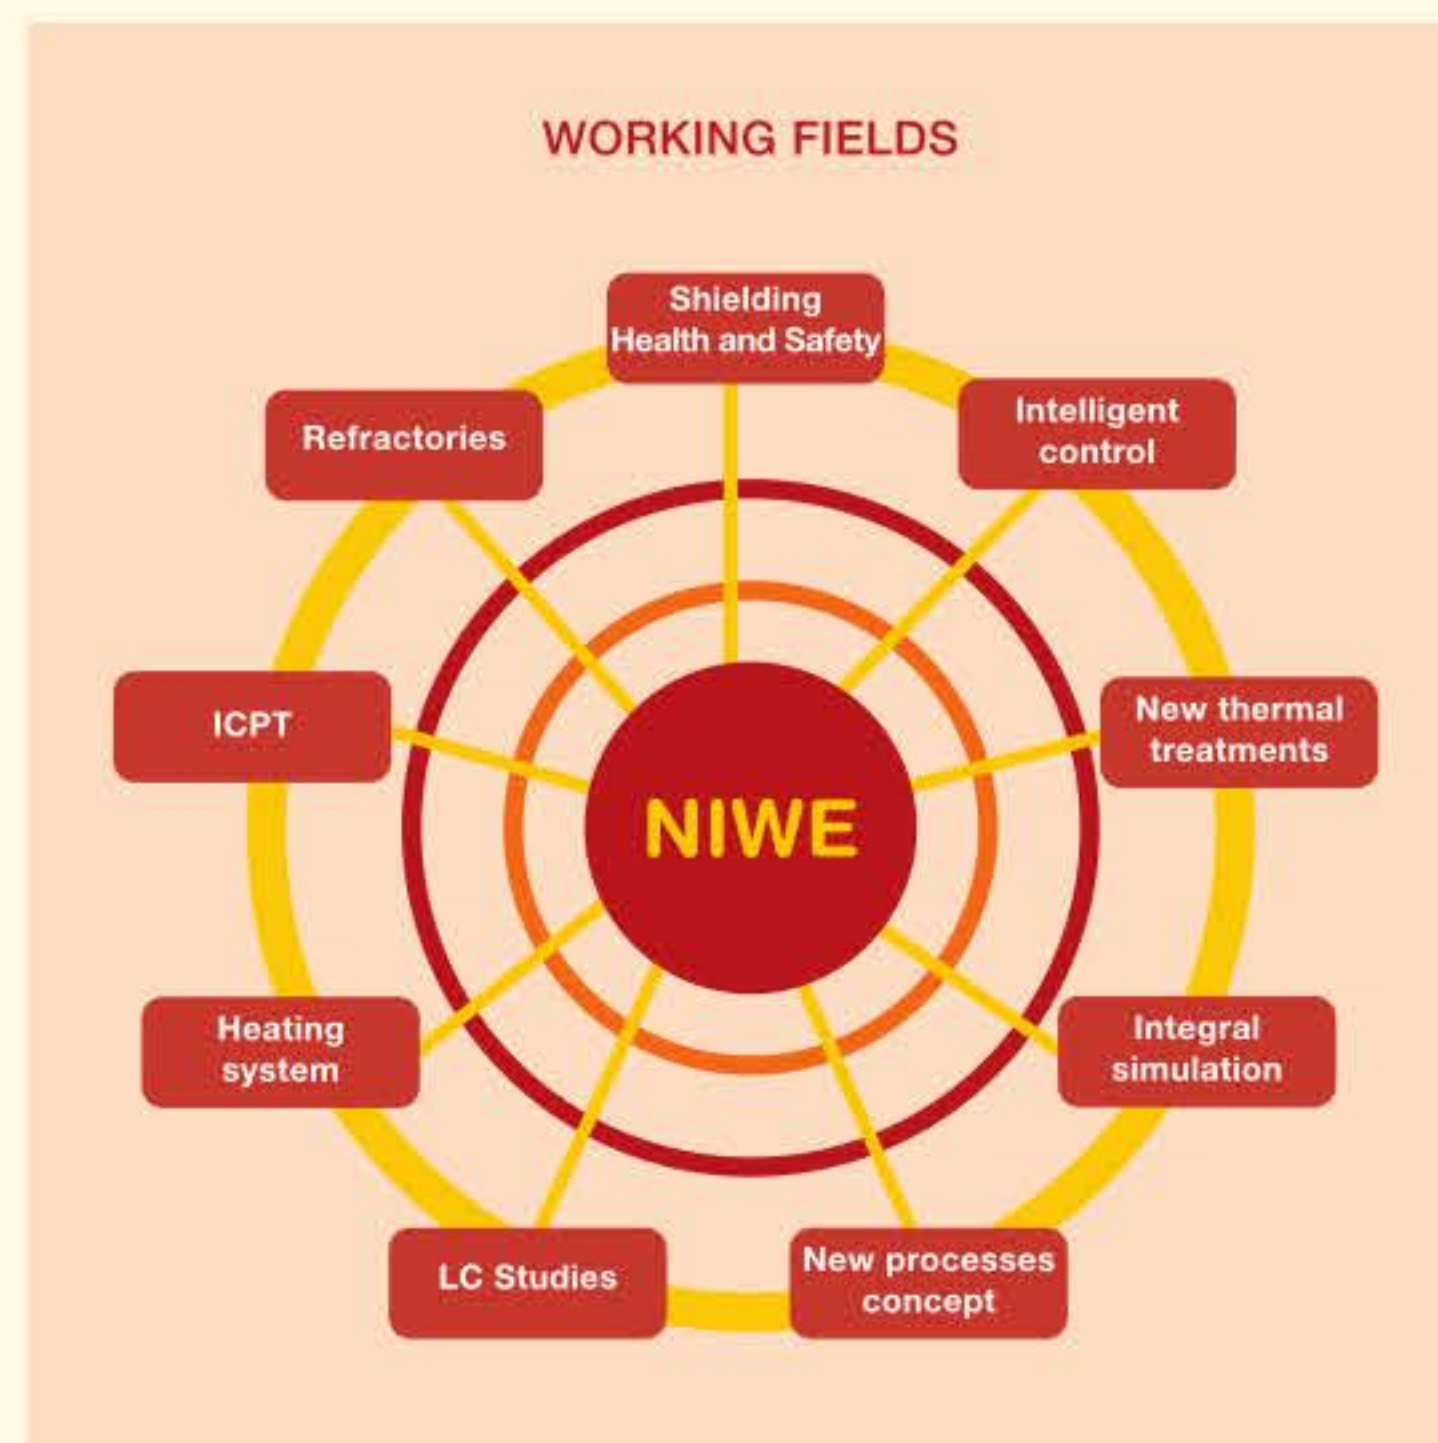 WORKING FIELDS
Shielding
Health and Safety
Refractories
Intelligent
control
ICPT
New thermal
treatments
NIWE
Heating
system
Integral
simulation
LC Studies
New processes
concept